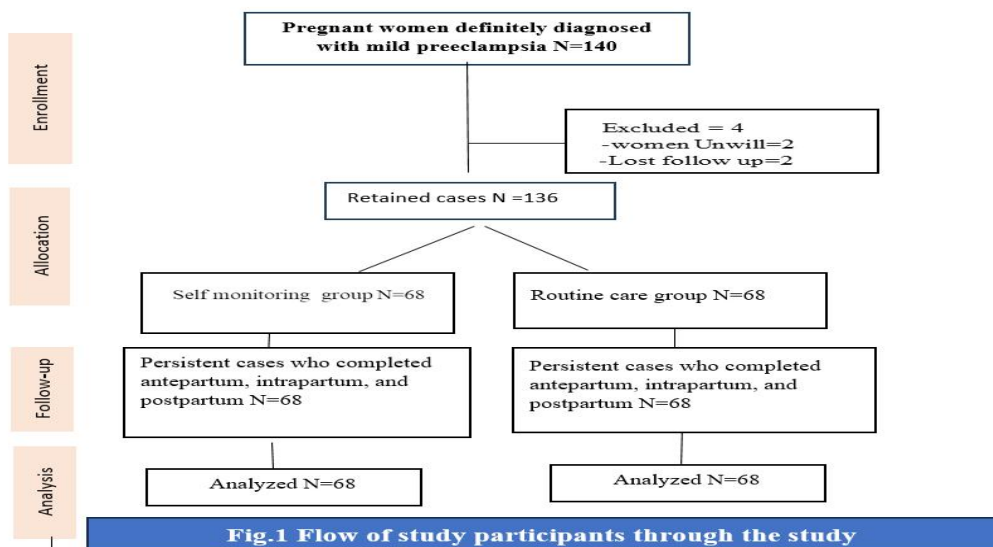 Pregnant women definitely diagnosed
with mild preeclampsia N=140
Enrollment
Excluded = 4
-women Unwill=2
-Lost follow up=2
Retained cases N =136
Allocation
Self monitoring group N=68
Routine care group N=68
Follow-up
Persistent cases who completed
antepartum, intrapartum, and
postpartum N=68
Persistent cases who completed
antepartum, intrapartum, and
postpartum N=68
Analysis
Analyzed N=68
Analyzed N=68
Fig.1 Flow of study participants through the study